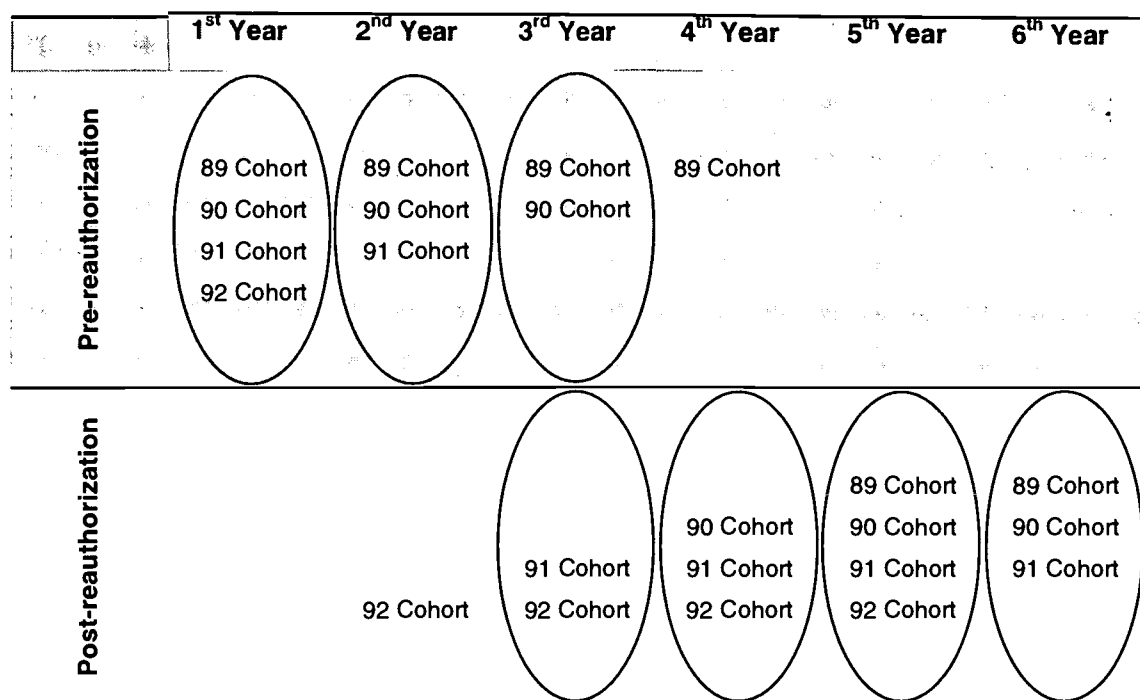 1st Year 2nd Year 3rd Year 4th Year 5th Year 6th Year
Pre-reauthorization
89 Cohort 89 Cohort 89 Cohort 89 Cohort
90 Cohort 90 Cohort 90 Cohort
91 Cohort 91 Cohort
92 Cohort
Post-reauthorization
89 Cohort 89 Cohort
90 Cohort 90 Cohort 90 Cohort
91 Cohort 91 Cohort 91 Cohort 91 Cohort
92 Cohort 92 Cohort 92 Cohort 92 Cohort